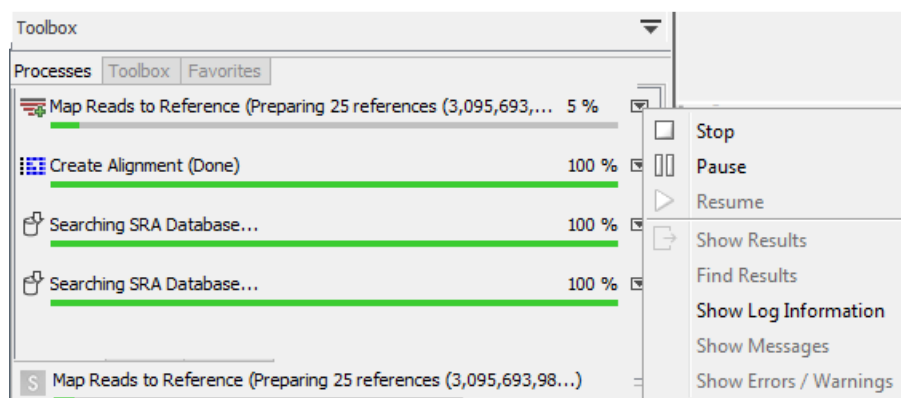 Toolbox
Processes Toolbox Favorites
Map Reads to Reference (Preparing 25 references (3,095,693,... 5 %
Create Alignment (Done) 100 %
Searching SRA Database... 100 %
Searching SRA Database... 100 %
S Map Reads to Reference (Preparing 25 references (3,095,693,98...)
Stop
Pause
Resume
Show Results
Find Results
Show Log Information
Show Messages
Show Errors / Warnings